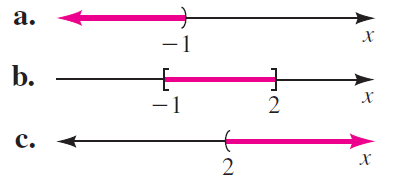 a. ) x
−1
b. [ ] x
−1 2
c. ( x
2